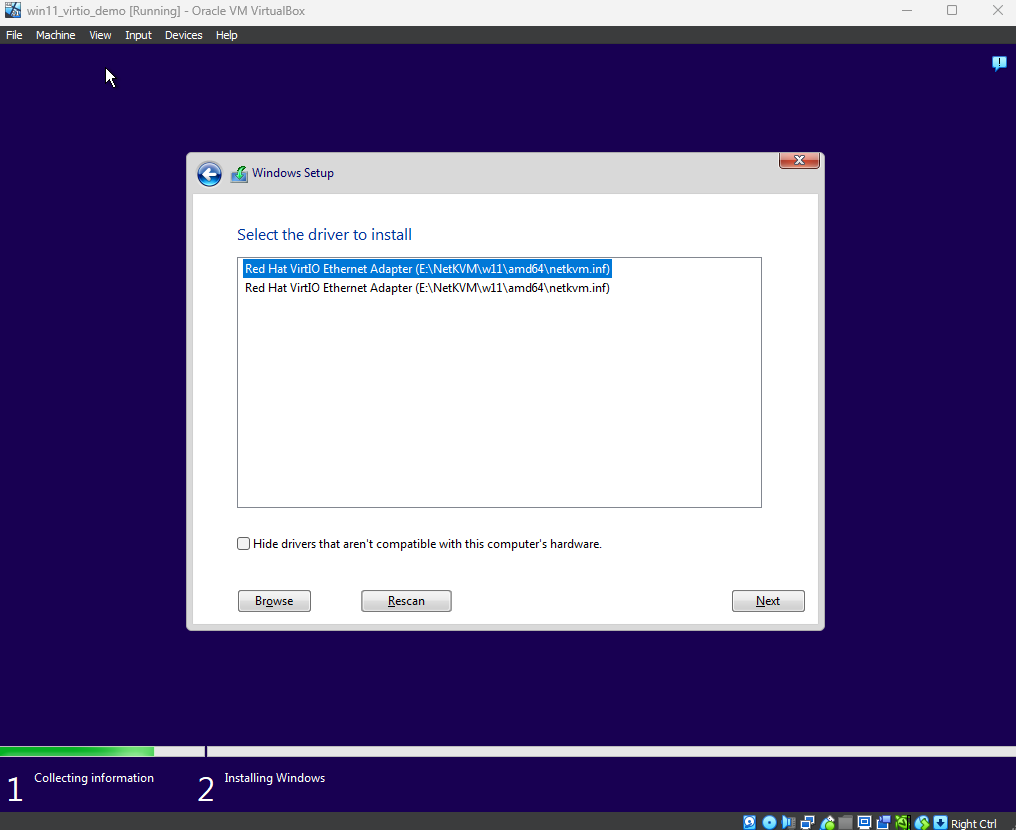 win11_virtio_demo [Running] - Oracle VM VirtualBox
File Machine View Input Devices Help
Windows Setup
Select the driver to install
Red Hat VirtIO Ethernet Adapter (E:\NetKVM\w11\amd64\netkvm.inf)
Red Hat VirtIO Ethernet Adapter (E:\NetKVM\w11\amd64\netkvm.inf)
Hide drivers that aren't compatible with this computer's hardware.
Browse Rescan Next
1 Collecting information 2 Installing Windows
Right Ctrl